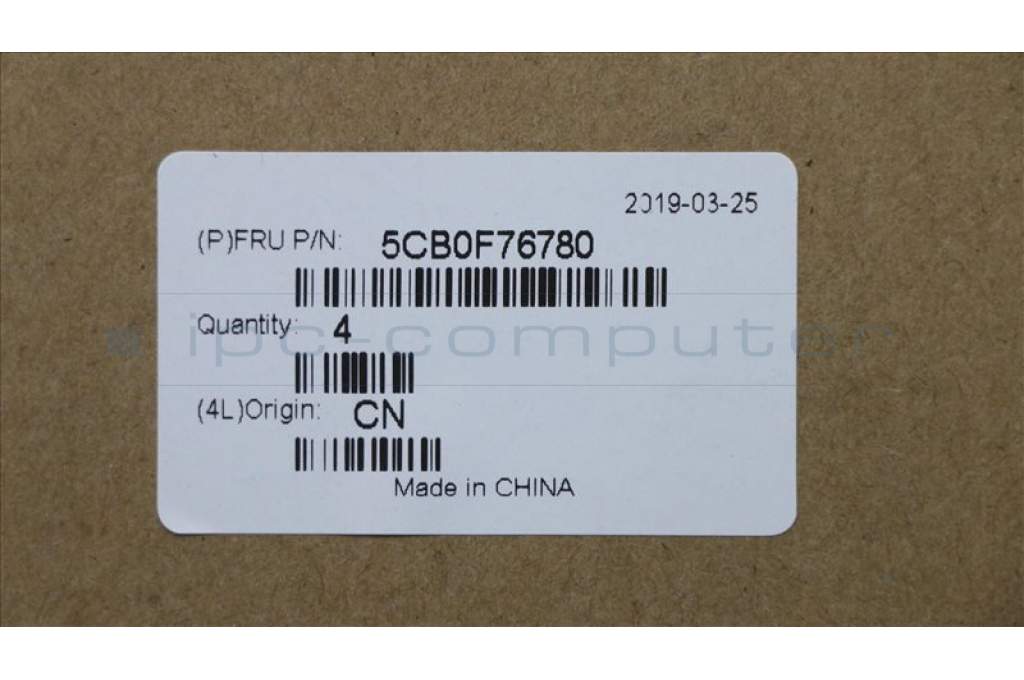 2019-03-25
(P)FRU P/N: 5CB0F76780
Quantity: 4
ipc-computer
(4L)Origin: CN
Made in CHINA